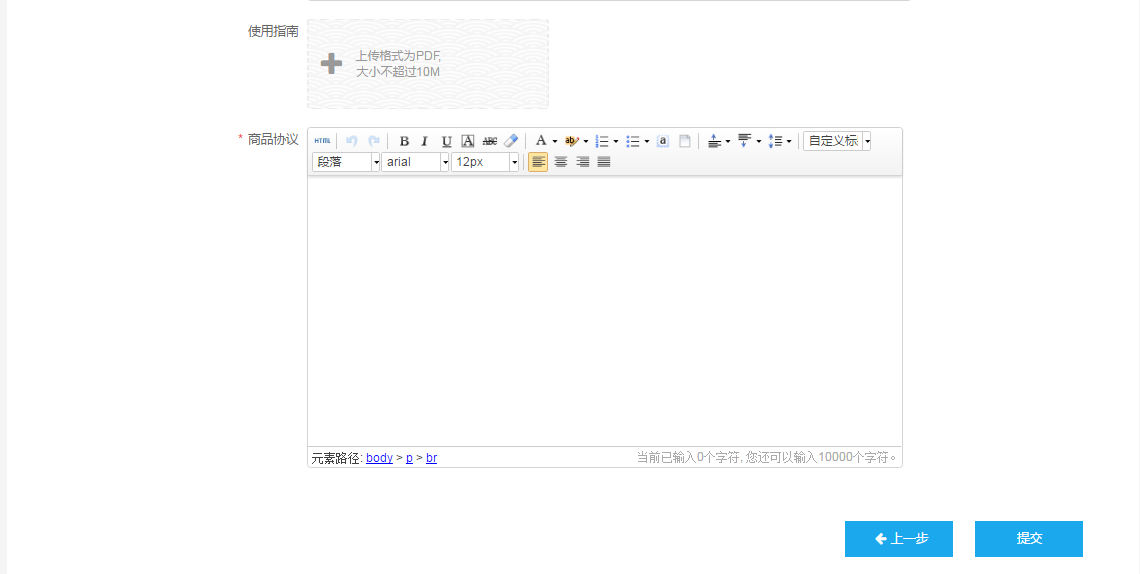 使用指南
上传格式为PDF,
大小不超过10M
* 商品协议
HTML B I U A ABC A ab a 自定义标
段落 arial 12px
元素路径: body > p > br 当前已输入0个字符, 您还可以输入10000个字符。
上一步 提交